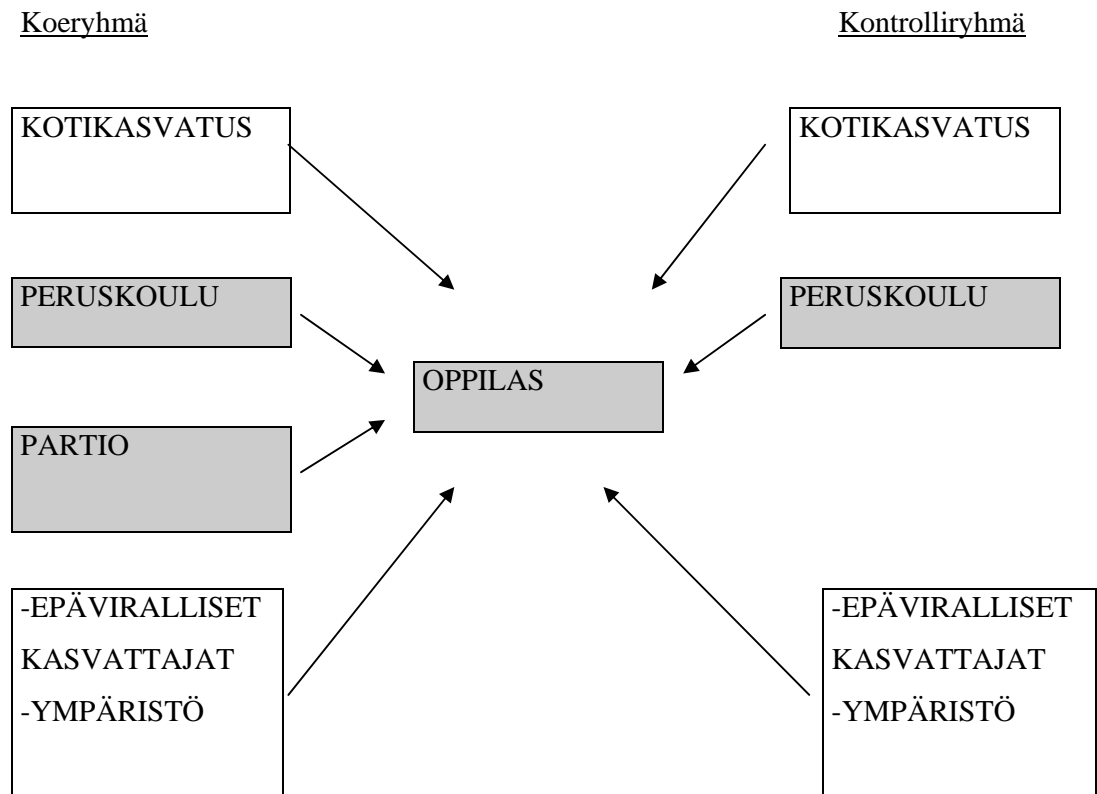 Koeryhmä
Kontrolliryhmä
KOTIKASVATUS
KOTIKASVATUS
PERUSKOULU
PERUSKOULU
OPPILAS
PARTIO
-EPÄVIRALLISET
KASVATTAJAT
-YMPÄRISTÖ
-EPÄVIRALLISET
KASVATTAJAT
-YMPÄRISTÖ